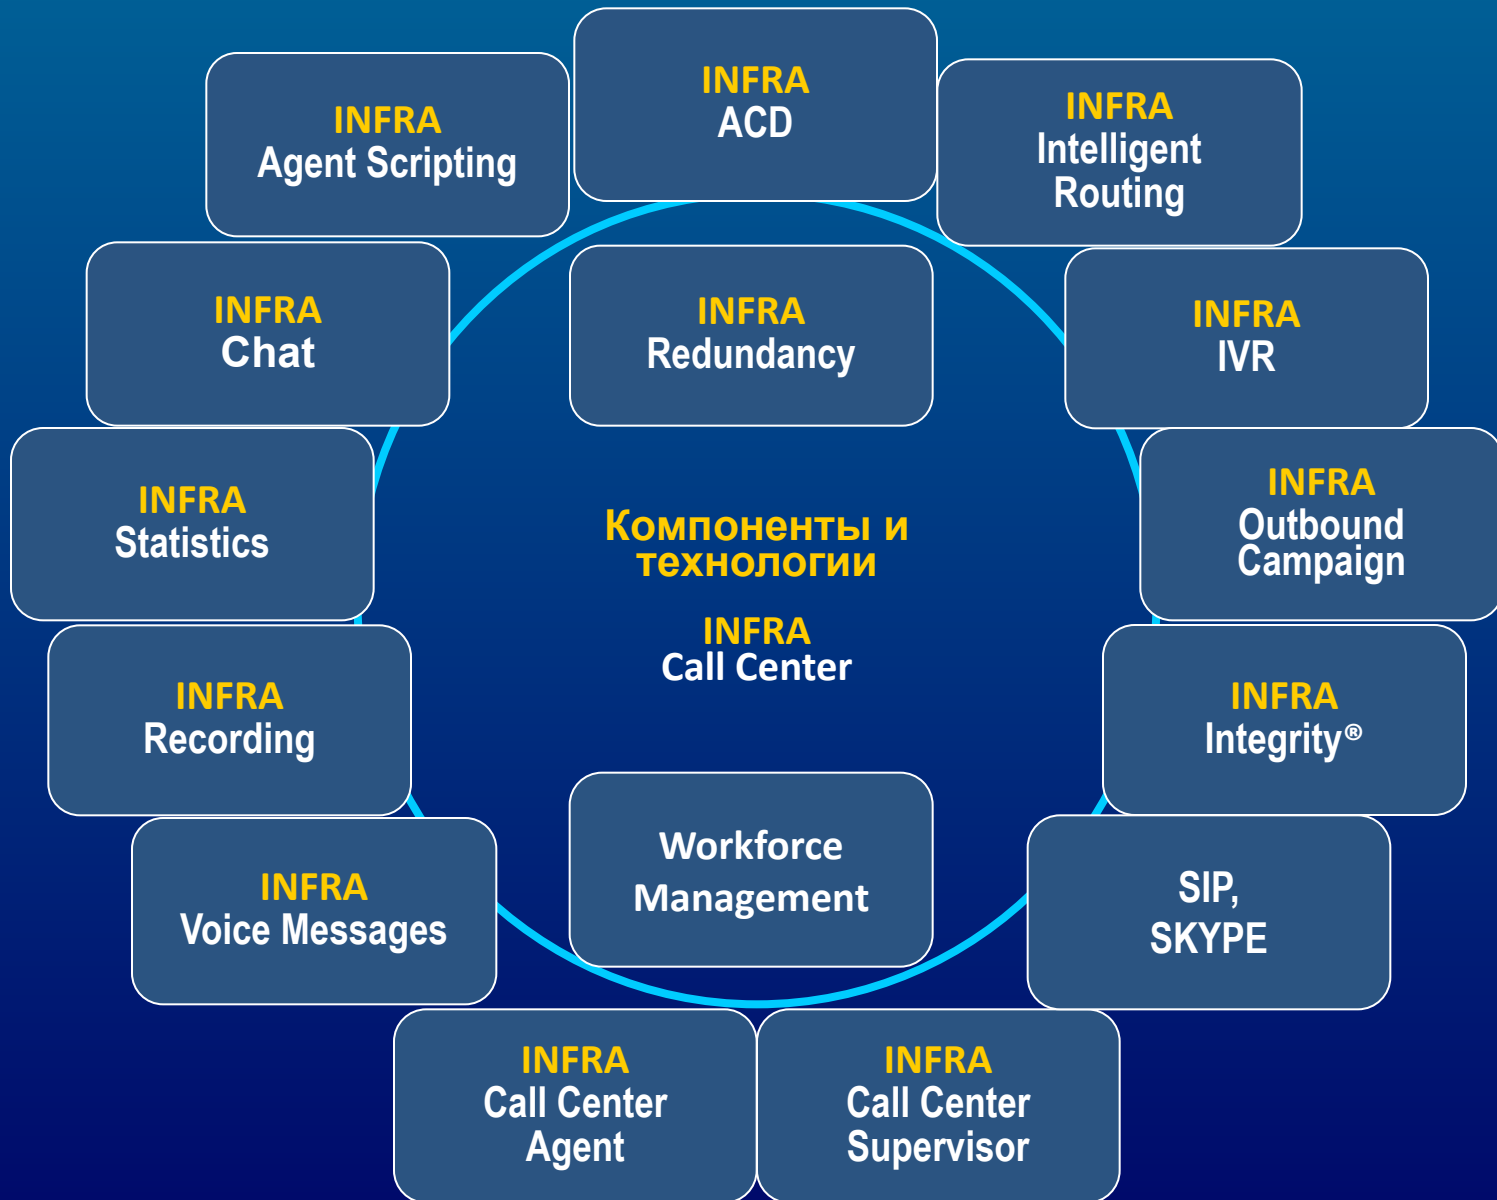 INFRA
ACD
INFRA
Agent Scripting
INFRA
Intelligent
Routing
INFRA
Chat
INFRA
Redundancy
INFRA
IVR
INFRA
Statistics
Компоненты и
технологии
INFRA
Call Center
INFRA
Outbound
Campaign
INFRA
Recording
INFRA
Integrity®
INFRA
Voice Messages
Workforce
Management
SIP,
SKYPE
INFRA
Call Center
Agent
INFRA
Call Center
Supervisor